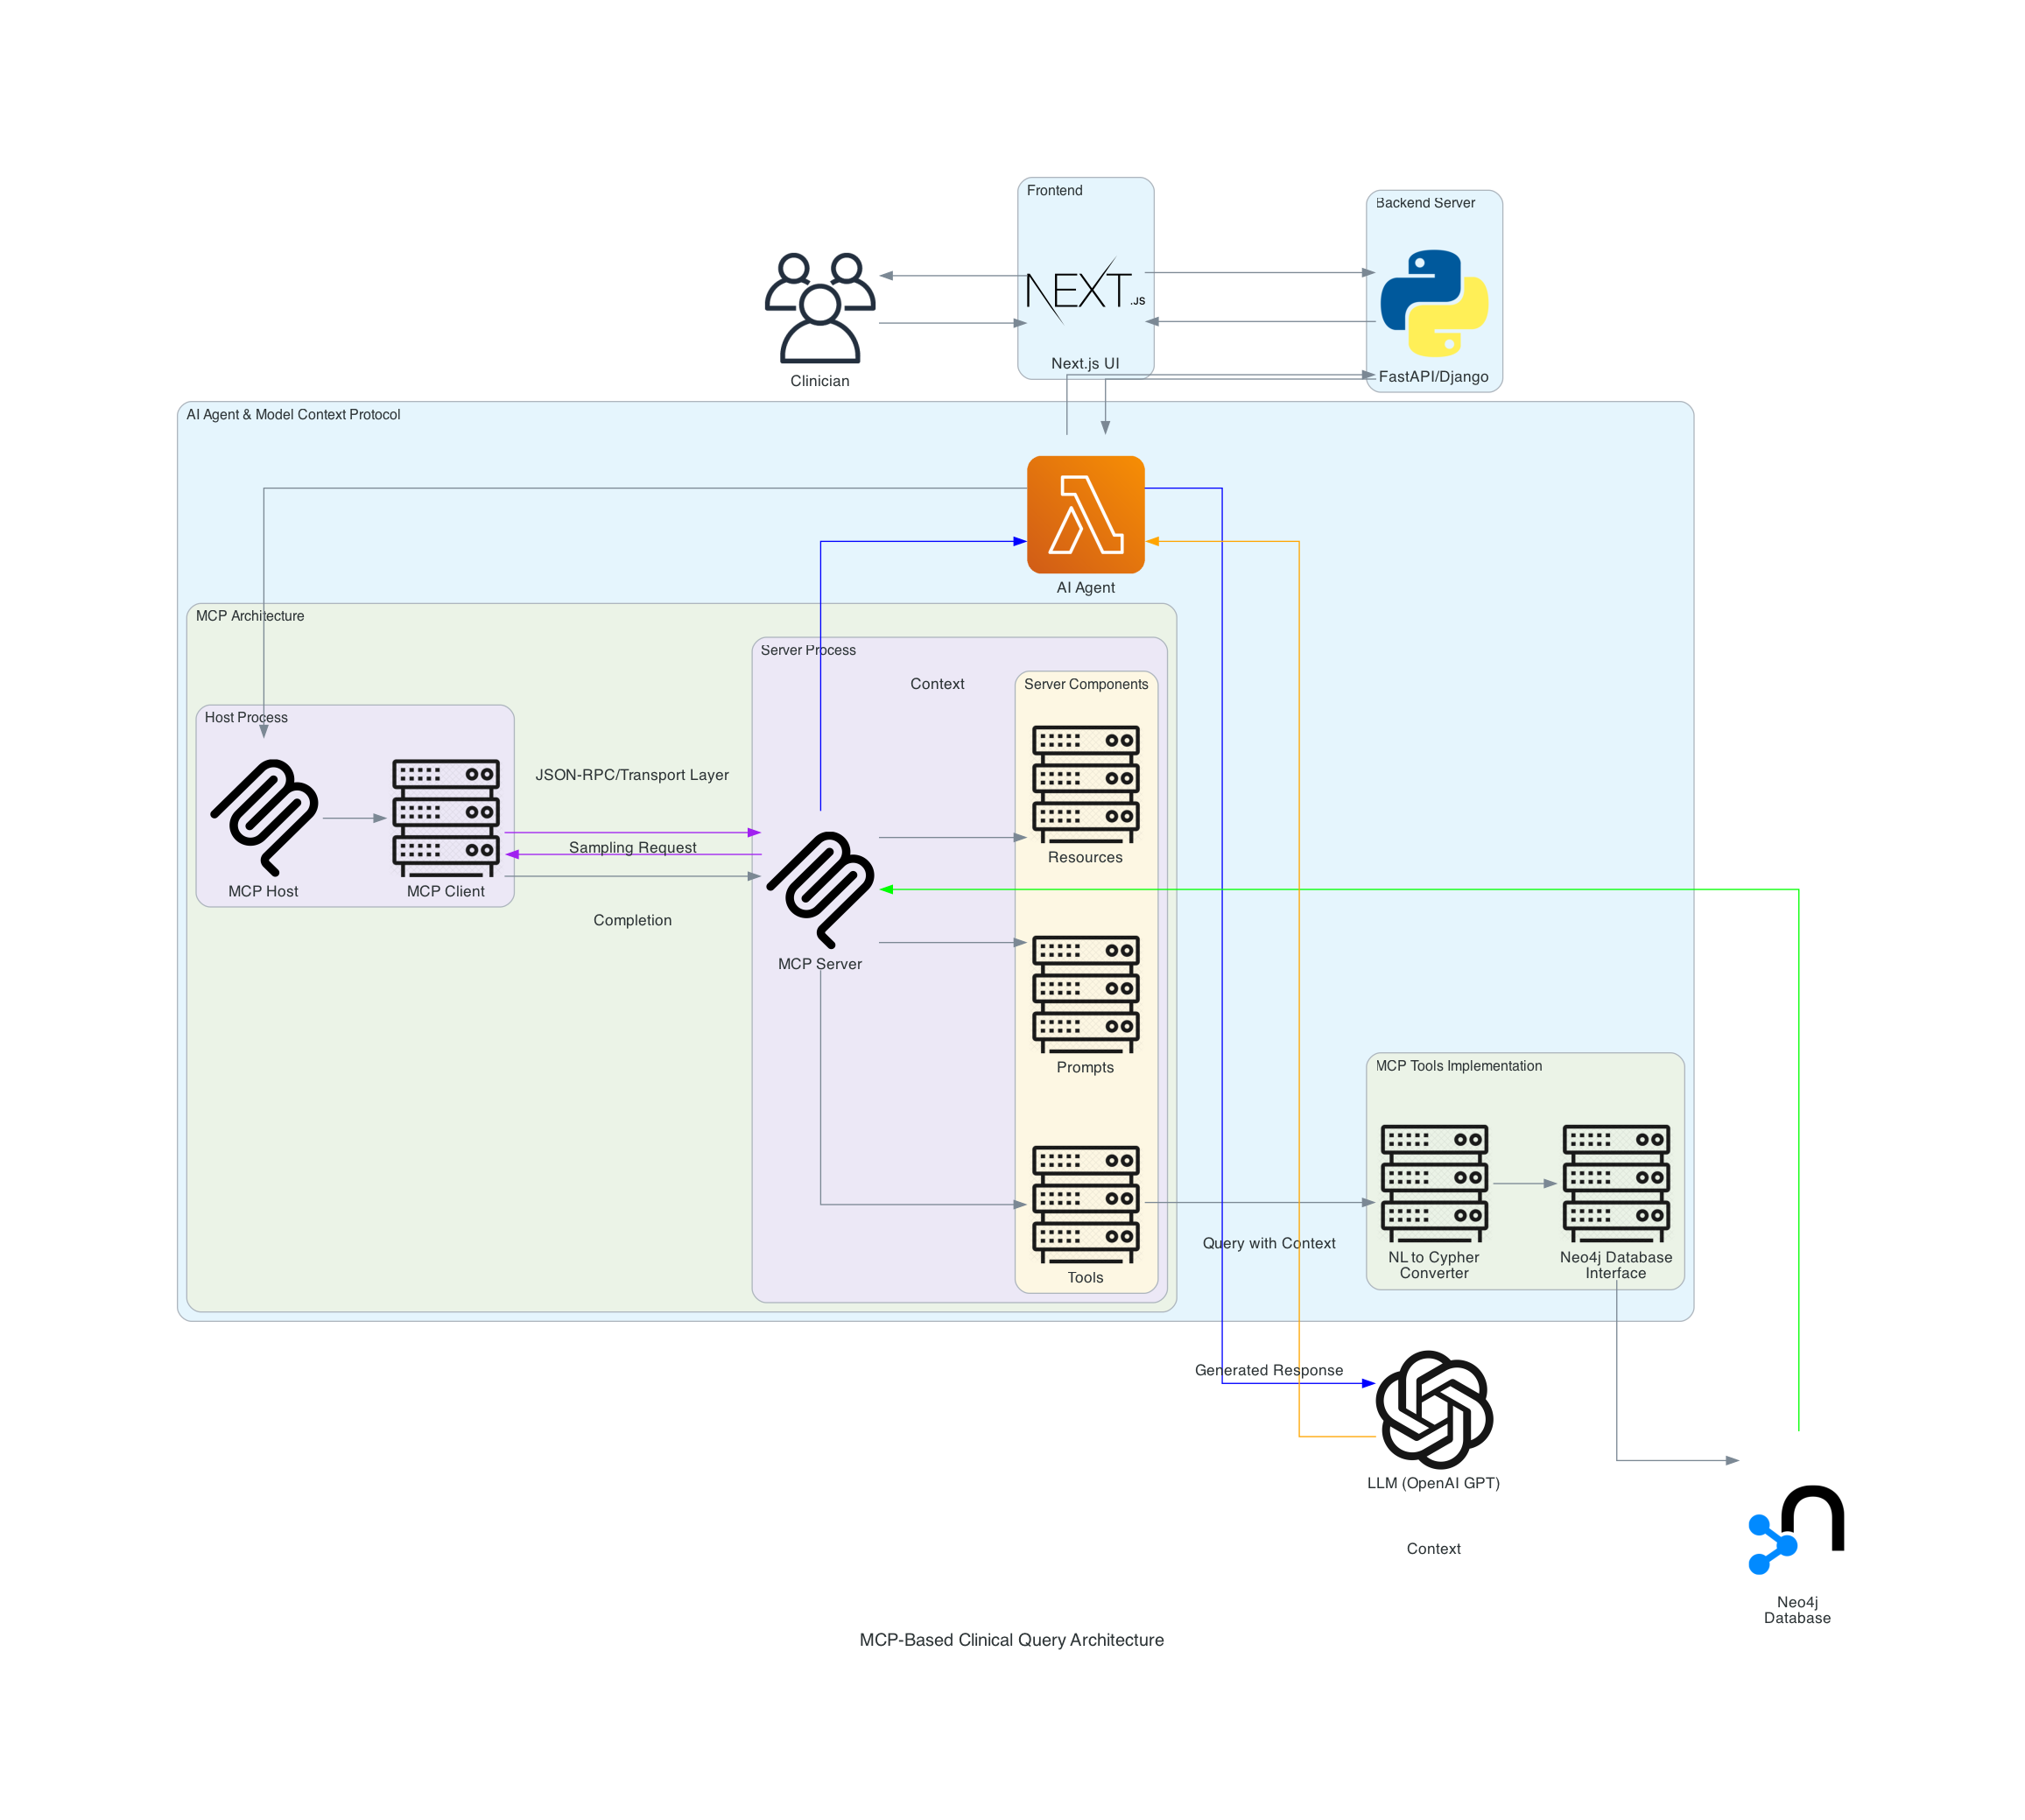 Frontend
Backend Server
NEXT.JS
Next.js UI
FastAPI/Django
Clinician
AI Agent & Model Context Protocol
AI Agent
MCP Architecture
Server Process
Context
Server Components
Host Process
JSON-RPC/Transport Layer
Sampling Request
Resources
MCP Host
MCP Client
Completion
MCP Server
Prompts
MCP Tools Implementation
Query with Context
NL to Cypher
Converter
Neo4j Database
Interface
Tools
Generated Response
LLM (OpenAI GPT)
Context
Neo4j
Database
MCP-Based Clinical Query Architecture